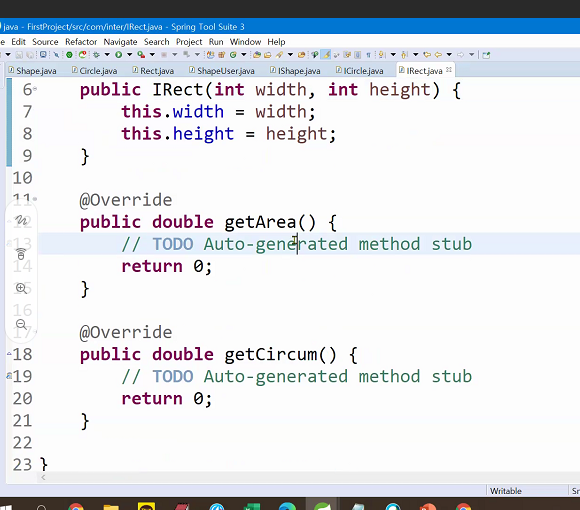 java - FirstProject/src/com/inter/IRect.java - Spring Tool Suite 3
Edit Source Refactor Navigate Search Project Run Window Help
Shape.java Circle.java Rect.java ShapeUser.java IShape.java ICircle.java IRect.java
6 public IRect(int width, int height) {
7 this.width = width;
8 this.height = height;
9 }
10
11 @Override
12 public double getArea() {
13 // TODO Auto-generated method stub
14 return 0;
15 }
16
17 @Override
18 public double getCircum() {
19 // TODO Auto-generated method stub
20 return 0;
21 }
22
23 }
Writable